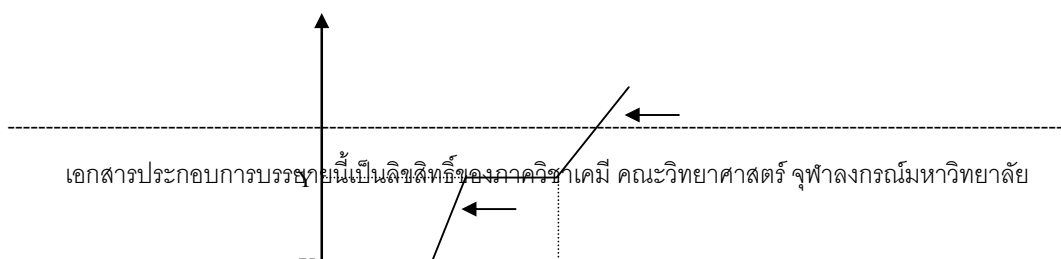 เอกสารประกอบการบรรยายนี้เป็นลิขสิทธิ์ของภาควิชาเคมี คณะวิทยาศาสตร์ จุฬาลงกรณ์มหาวิทยาลัย
Y